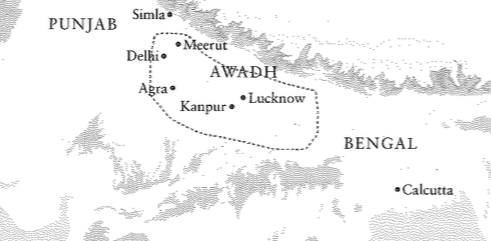 Simla
PUNJAB
Meerut
Delhi
AWADH
Agra
Lucknow
Kanpur
BENGAL
Calcutta